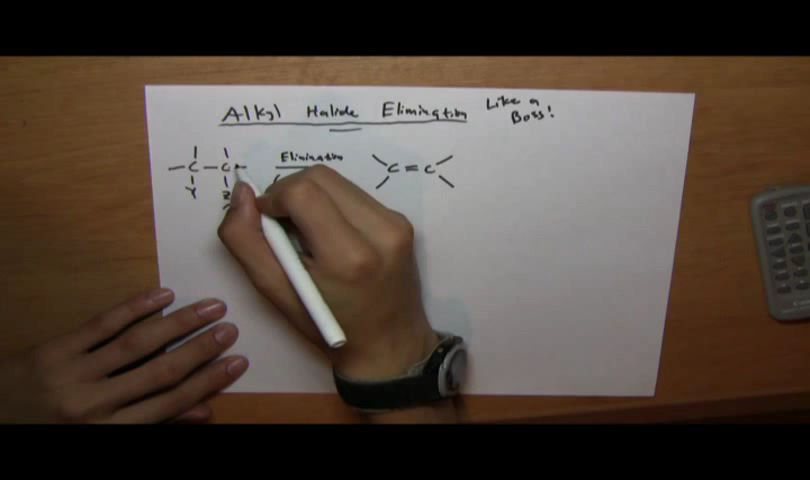 Alkyl Halide Elimination
Like a
Boss!
Elimination
C C
Y Z
C = C